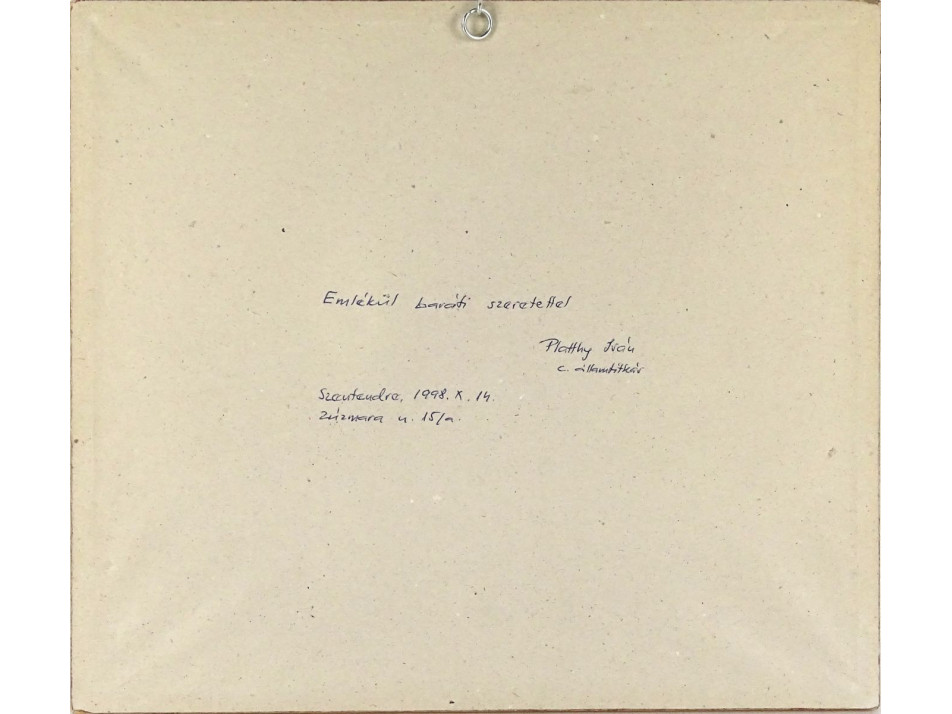 Emlékül baráti szeretettel
Platthy Iván
c. államtitkár
Szentendre, 1998. X. 14.
Zúzmara u. 15/a.